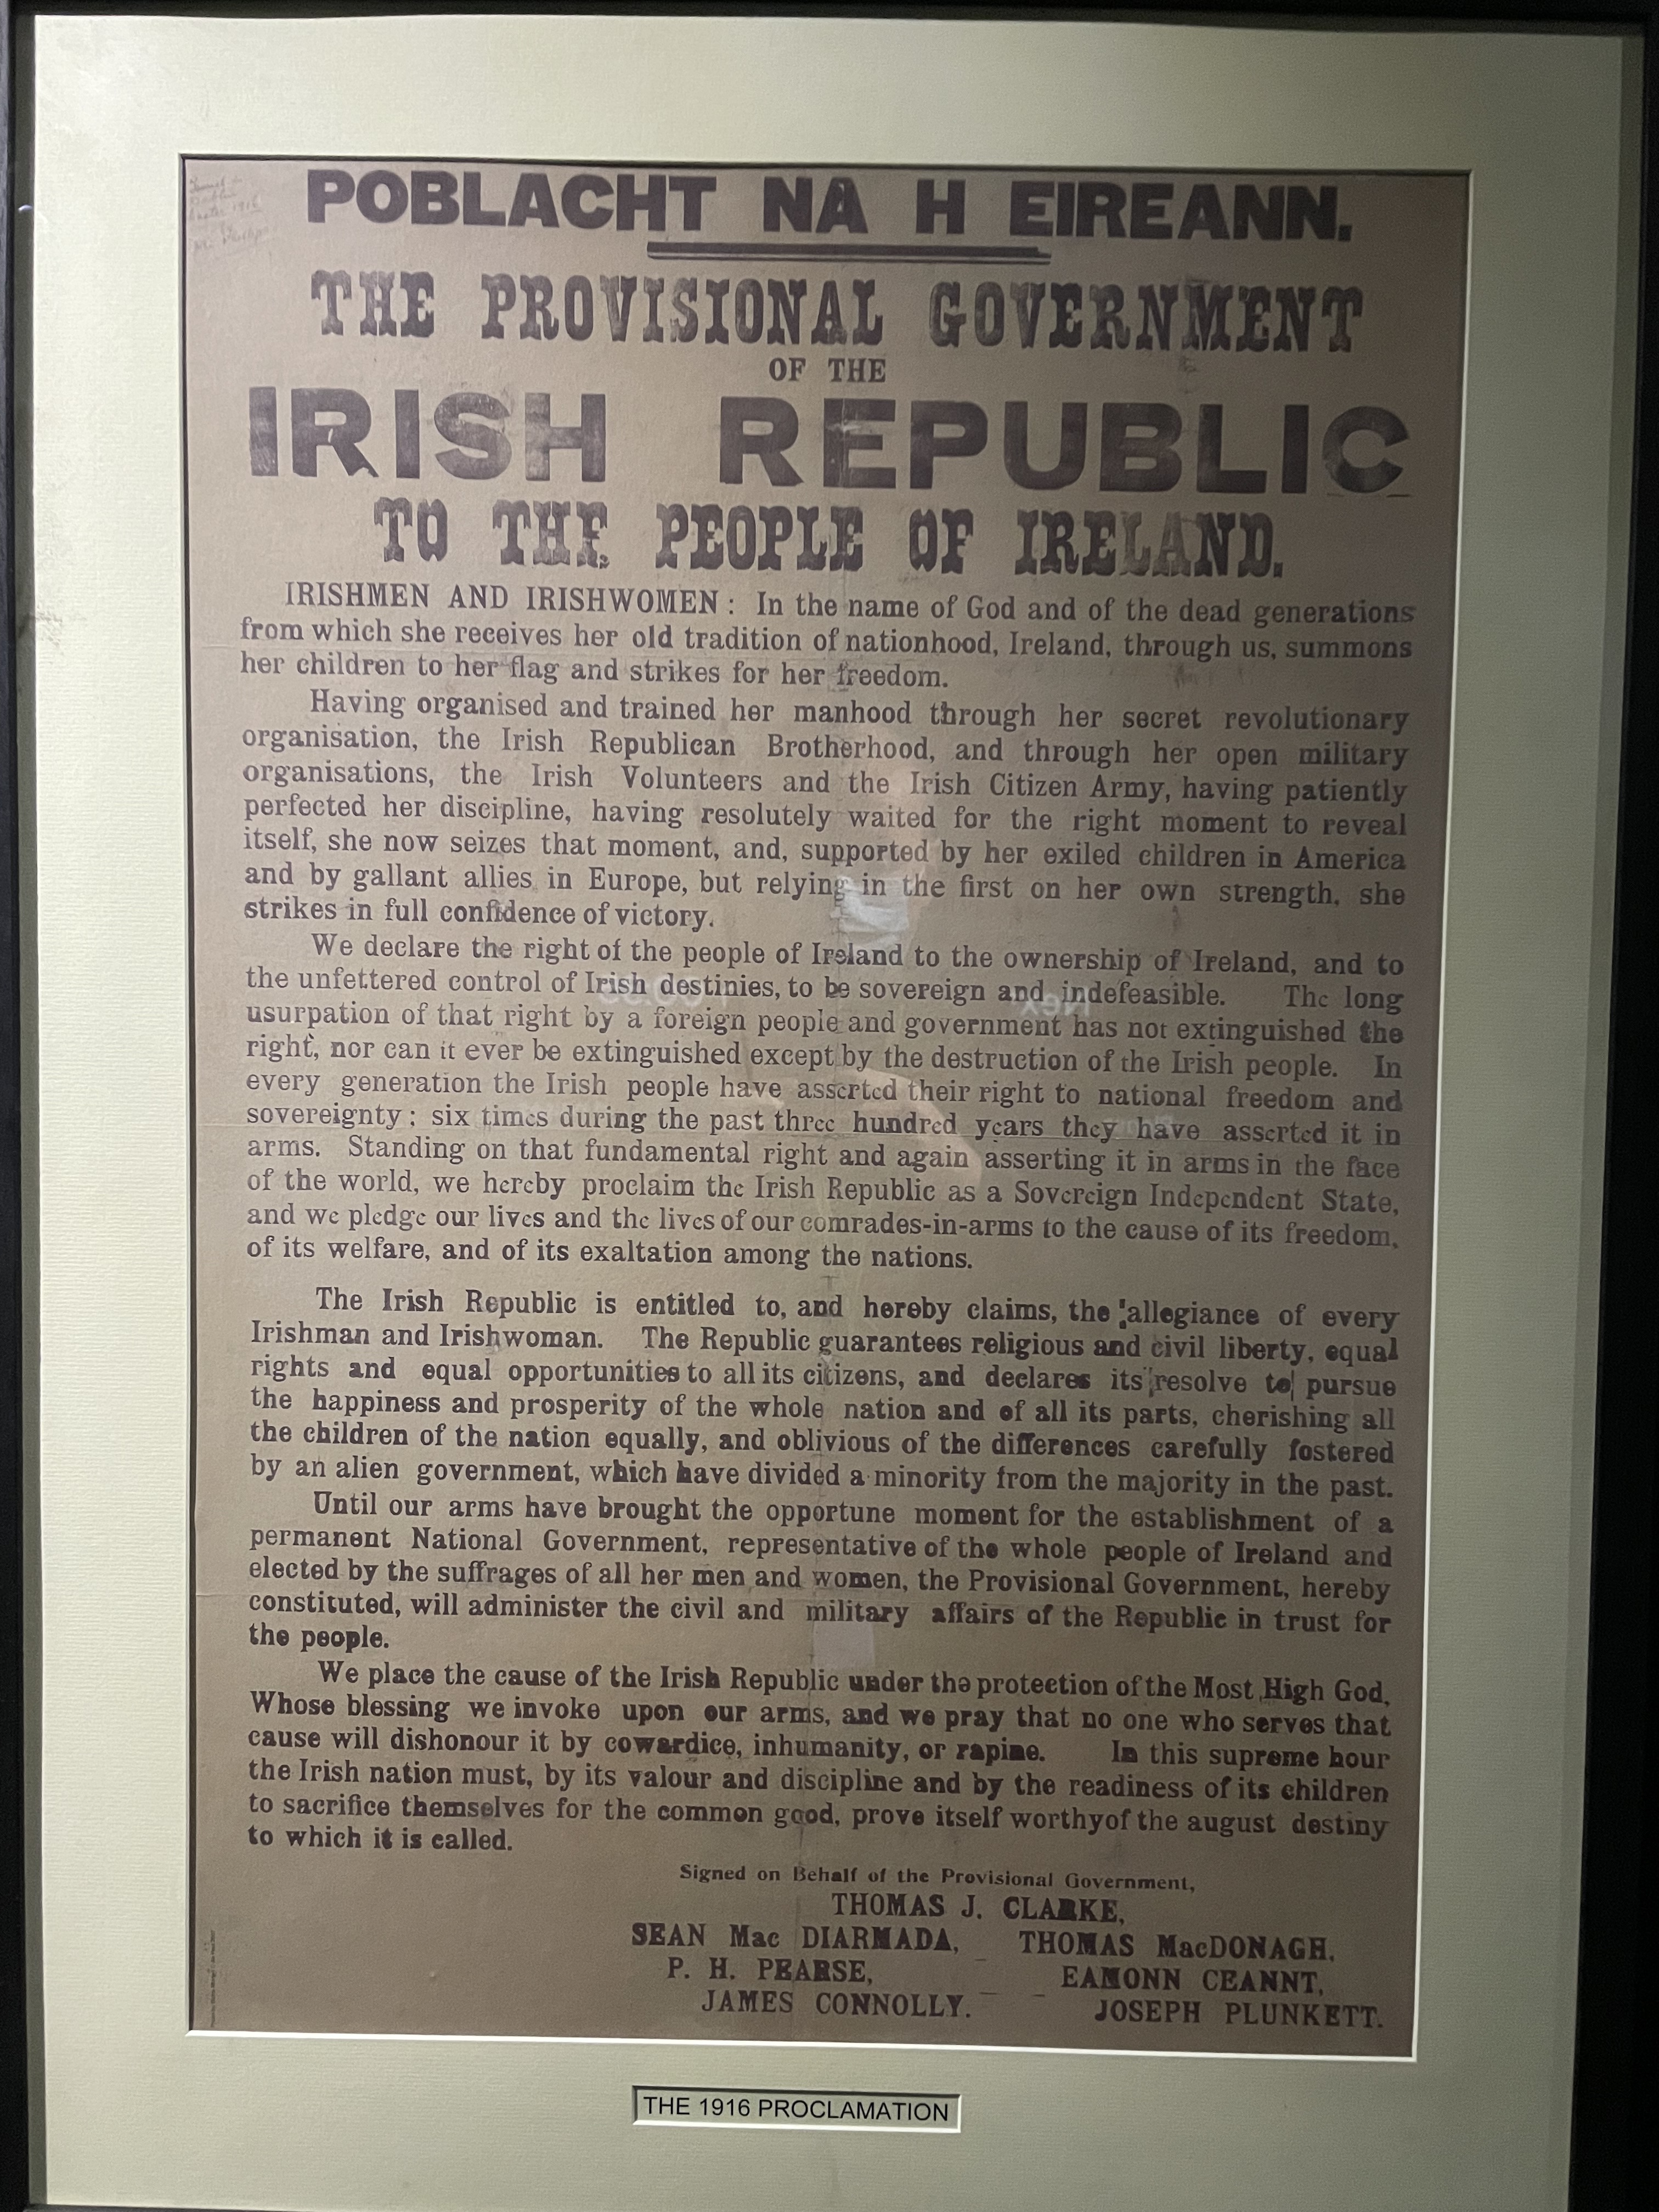 POBLACHT NA H EIREANN.
THE PROVISIONAL GOVERNMENT
OF THE
IRISH REPUBLIC
TO THE PEOPLE OF IRELAND.
IRISHMEN AND IRISHWOMEN : In the name of God and of the dead generations
from which she receives her old tradition of nationhood, Ireland, through us, summons
her children to her flag and strikes for her freedom.
Having organised and trained her manhood through her secret revolutionary
organisation, the Irish Republican Brotherhood, and through her open military
organisations, the Irish Volunteers and the Irish Citizen Army, having patiently
perfected her discipline, having resolutely waited for the right moment to reveal
itself, she now seizes that moment, and, supported by her exiled children in America
and by gallant allies in Europe, but relying in the first on her own strength, she
strikes in full confidence of victory.
We declare the right of the people of Ireland to the ownership of Ireland, and to
the unfettered control of Irish destinies, to be sovereign and indefeasible. The long
usurpation of that right by a foreign people and government has not extinguished the
right, nor can it ever be extinguished except by the destruction of the Irish people. In
every generation the Irish people have asserted their right to national freedom and
sovereignty ; six times during the past three hundred years they have asserted it in
arms. Standing on that fundamental right and again asserting it in arms in the face
of the world, we hereby proclaim the Irish Republic as a Sovereign Independent State,
and we pledge our lives and the lives of our comrades-in-arms to the cause of its freedom,
of its welfare, and of its exaltation among the nations.
The Irish Republic is entitled to, and hereby claims, the allegiance of every
Irishman and Irishwoman. The Republic guarantees religious and civil liberty, equal
rights and equal opportunities to all its citizens, and declares its resolve to pursue
the happiness and prosperity of the whole nation and of all its parts, cherishing all
the children of the nation equally, and oblivious of the differences carefully fostered
by an alien government, which have divided a minority from the majority in the past.
Until our arms have brought the opportune moment for the establishment of a
permanent National Government, representative of the whole people of Ireland and
elected by the suffrages of all her men and women, the Provisional Government, hereby
constituted, will administer the civil and military affairs of the Republic in trust for
the people.
We place the cause of the Irish Republic under the protection of the Most High God,
Whose blessing we invoke upon our arms, and we pray that no one who serves that
cause will dishonour it by cowardice, inhumanity, or rapine. In this supreme hour
the Irish nation must, by its valour and discipline and by the readiness of its children
to sacrifice themselves for the common good, prove itself worthyof the august destiny
to which it is called.
Signed on Behalf of the Provisional Government,
THOMAS J. CLARKE,
SEAN Mac DIARMADA, THOMAS MacDONAGH,
P. H. PEARSE, EAMONN CEANNT,
JAMES CONNOLLY. JOSEPH PLUNKETT.
THE 1916 PROCLAMATION